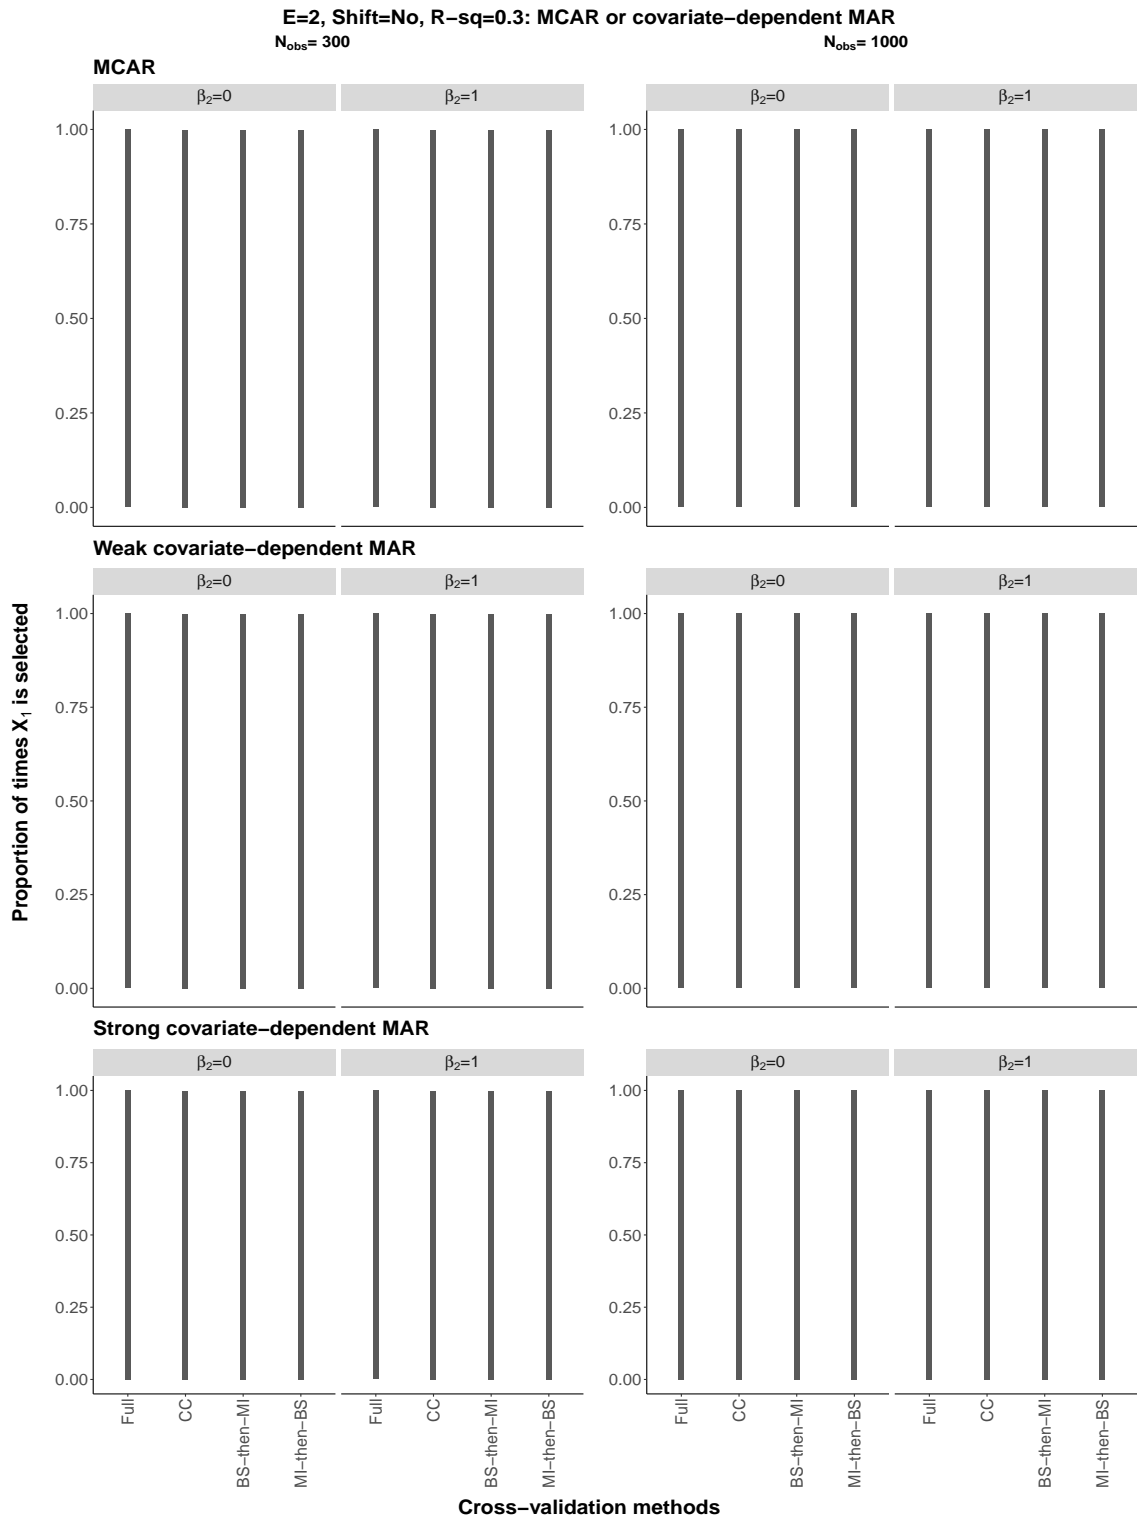 E=2, Shift=No, R−sq=0.3: MCAR or covariate−dependent MAR
Nobs= 300 Nobs= 1000
MCAR
β2=0 β2=1 β2=0 β2=1
1.00 1.00
0.75 0.75
0.50 0.50
0.25 0.25
0.00 0.00
Weak covariate−dependent MAR
β2=0 β2=1 β2=0 β2=1
1.00 1.00
0.75 0.75
0.50 0.50
0.25 0.25
0.00 0.00
Proportion of times X1 is selected
Strong covariate−dependent MAR
β2=0 β2=1 β2=0 β2=1
1.00 1.00
0.75 0.75
0.50 0.50
0.25 0.25
0.00 0.00
Full CC BS−then−MI MI−then−BS Full CC BS−then−MI MI−then−BS Full CC BS−then−MI MI−then−BS Full CC BS−then−MI MI−then−BS
Cross−validation methods